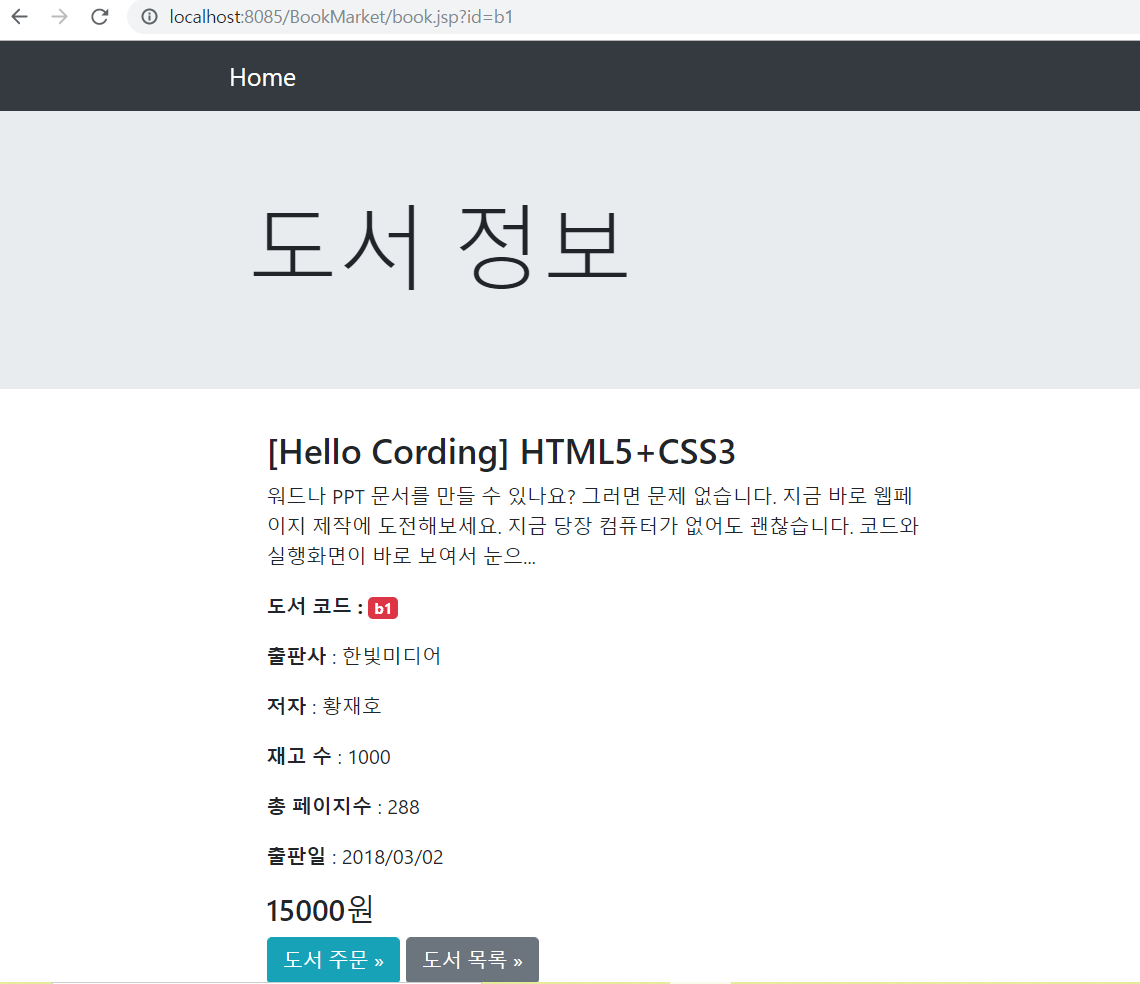 localhost:8085/BookMarket/book.jsp?id=b1
Home
도서 정보
[Hello Cording] HTML5+CSS3
워드나 PPT 문서를 만들 수 있나요? 그러면 문제 없습니다. 지금 바로 웹페
이지 제작에 도전해보세요. 지금 당장 컴퓨터가 없어도 괜찮습니다. 코드와
실행화면이 바로 보여서 눈으...
도서 코드 : b1
출판사 : 한빛미디어
저자 : 황재호
재고 수 : 1000
총 페이지수 : 288
출판일 : 2018/03/02
15000원
도서 주문 » 도서 목록 »